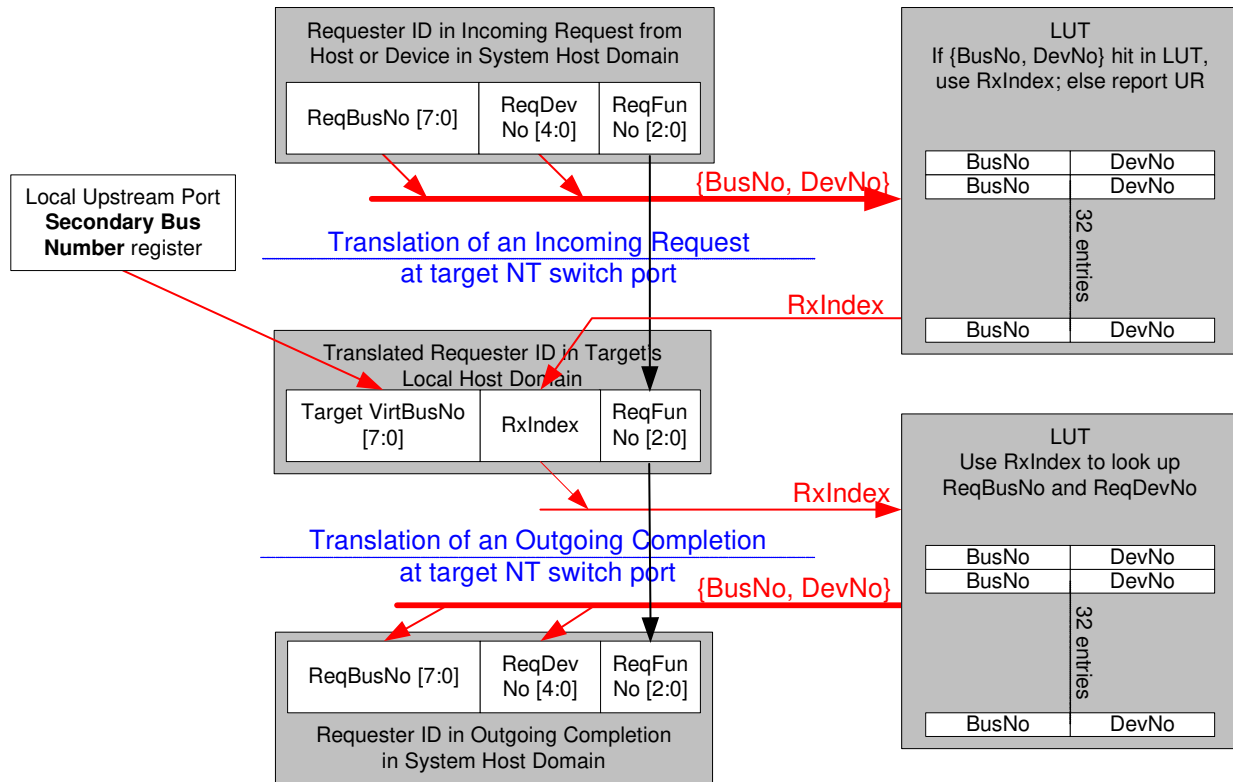 Requester ID in Incoming Request from
Host or Device in System Host Domain
ReqBusNo [7:0]
ReqDev
No [4:0]
ReqFun
No [2:0]
LUT
If {BusNo, DevNo} hit in LUT,
use RxIndex; else report UR
BusNo
DevNo
BusNo
DevNo
32 entries
BusNo
DevNo
{BusNo, DevNo}
Local Upstream Port
Secondary Bus
Number register
Translation of an Incoming Request
at target NT switch port
RxIndex
Translated Requester ID in Target's
Local Host Domain
Target VirtBusNo
[7:0]
RxIndex
ReqFun
No [2:0]
LUT
Use RxIndex to look up
ReqBusNo and ReqDevNo
BusNo
DevNo
BusNo
DevNo
32 entries
BusNo
DevNo
RxIndex
Translation of an Outgoing Completion
at target NT switch port
{BusNo, DevNo}
ReqBusNo [7:0]
ReqDev
No [4:0]
ReqFun
No [2:0]
Requester ID in Outgoing Completion
in System Host Domain